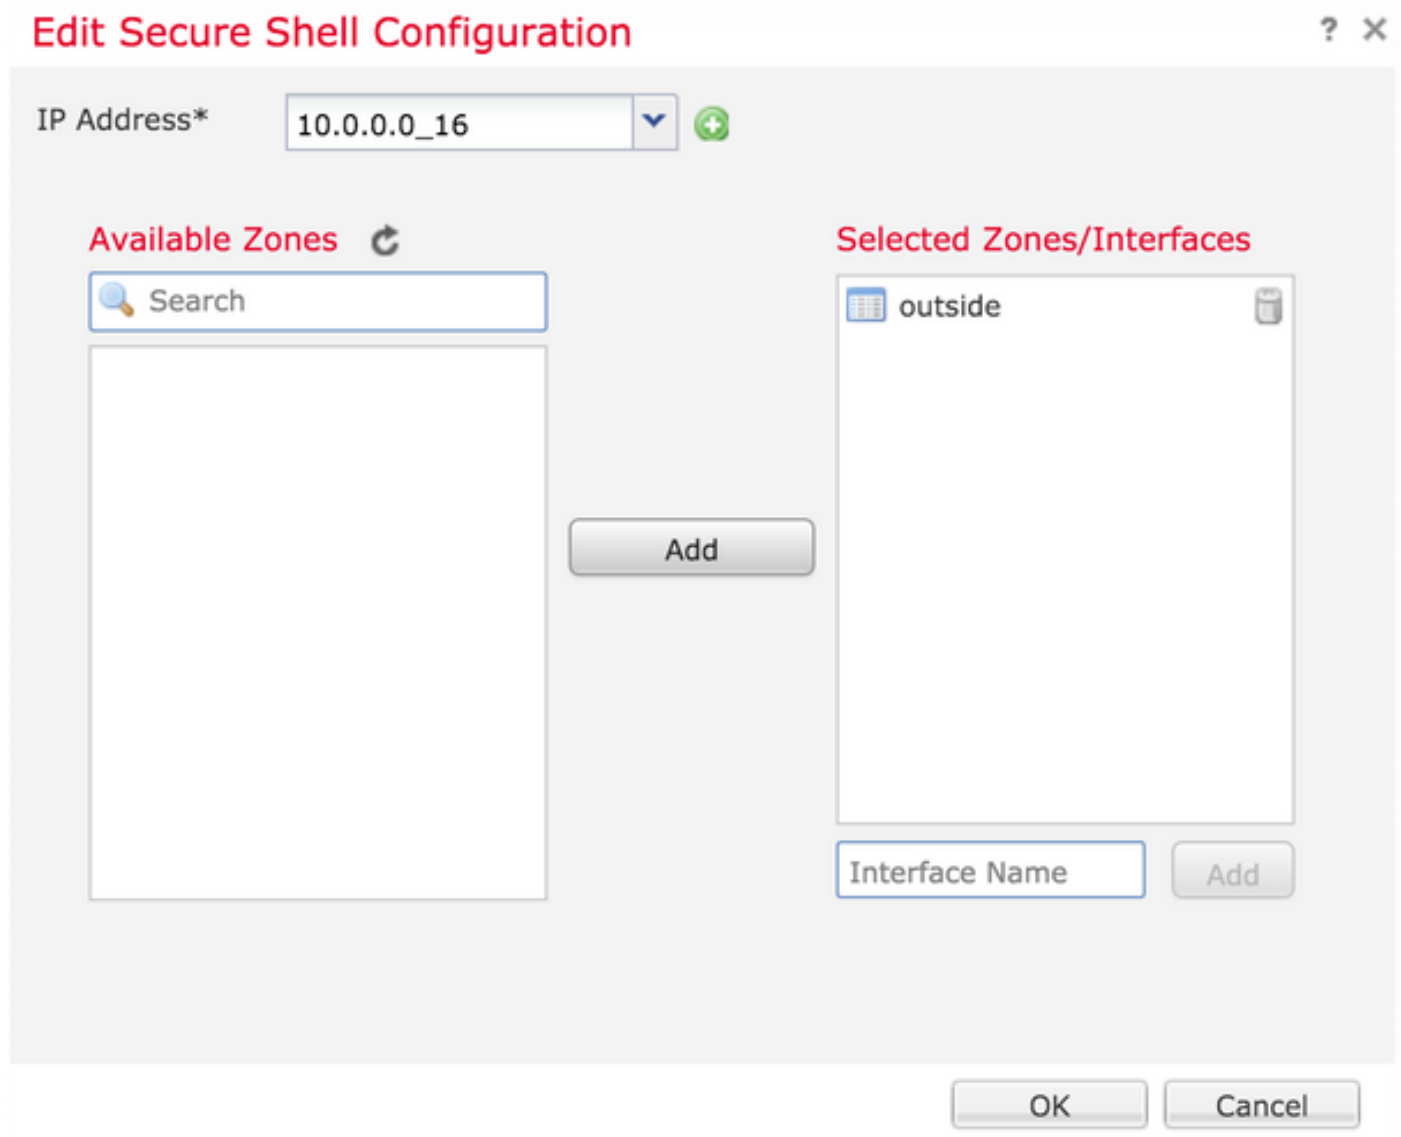 Edit Secure Shell Configuration ?
IP Address* 10.0.0.0_16
Available Zones
Search
Selected Zones/Interfaces
outside
Add
Interface Name Add
OK Cancel